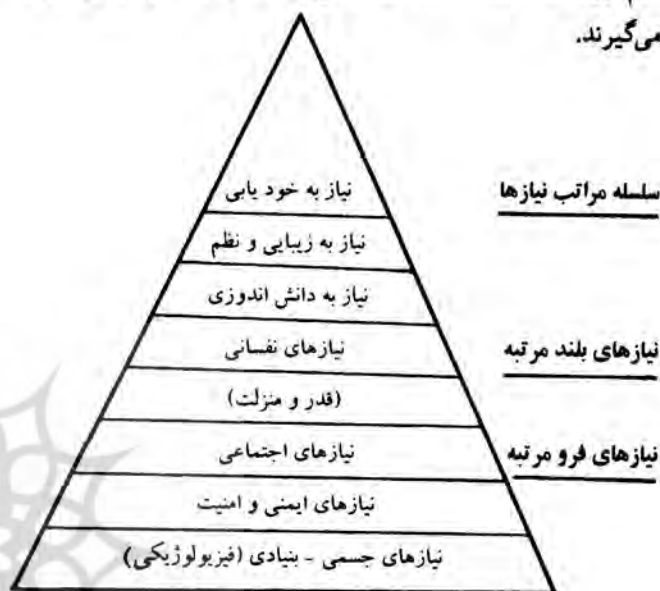 می‌گیرند.
سلسله مراتب نیازها
نیاز به خود یابی
نیاز به زیبایی و نظم
نیاز به دانش اندوزی
نیازهای بلند مرتبه
نیازهای نفسانی
(قدر و منزلت)
نیازهای فرو مرتبه
نیازهای اجتماعی
نیازهای ایمنی و امنیت
نیازهای جسمی - بنیادی (فیزیولوژیکی)